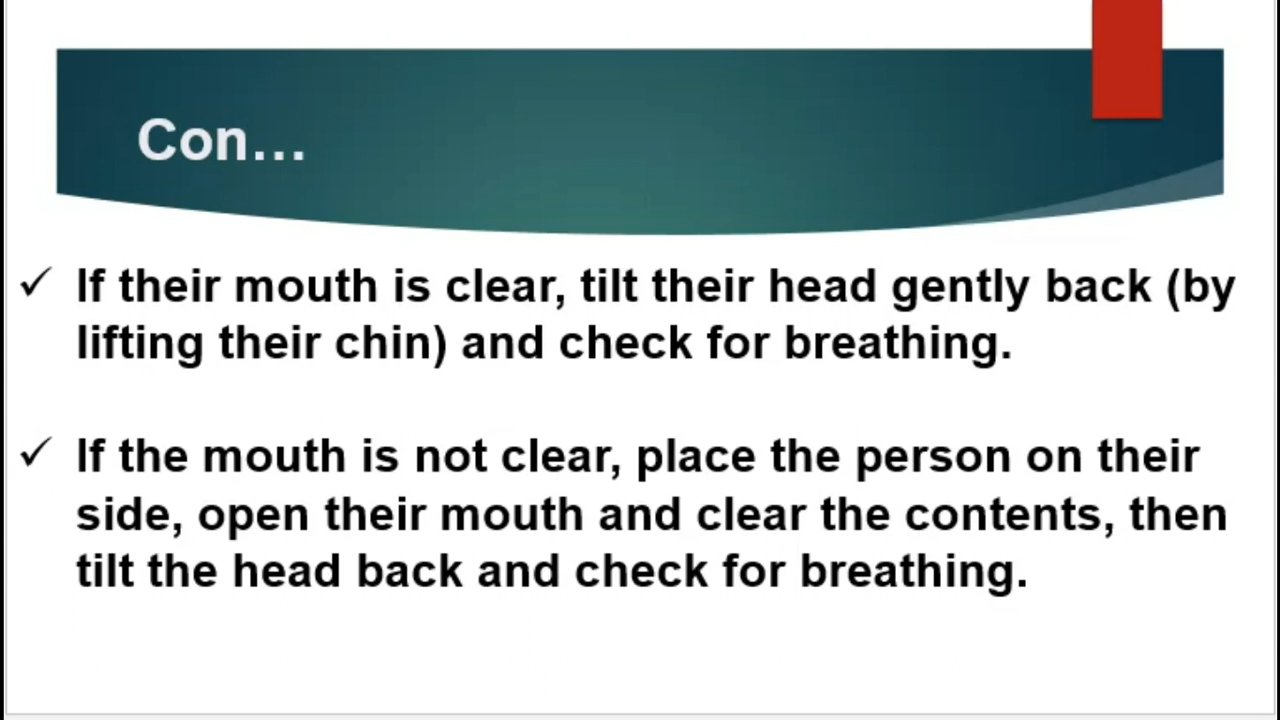 Con...
✓ If their mouth is clear, tilt their head gently back (by
lifting their chin) and check for breathing.
✓ If the mouth is not clear, place the person on their
side, open their mouth and clear the contents, then
tilt the head back and check for breathing.